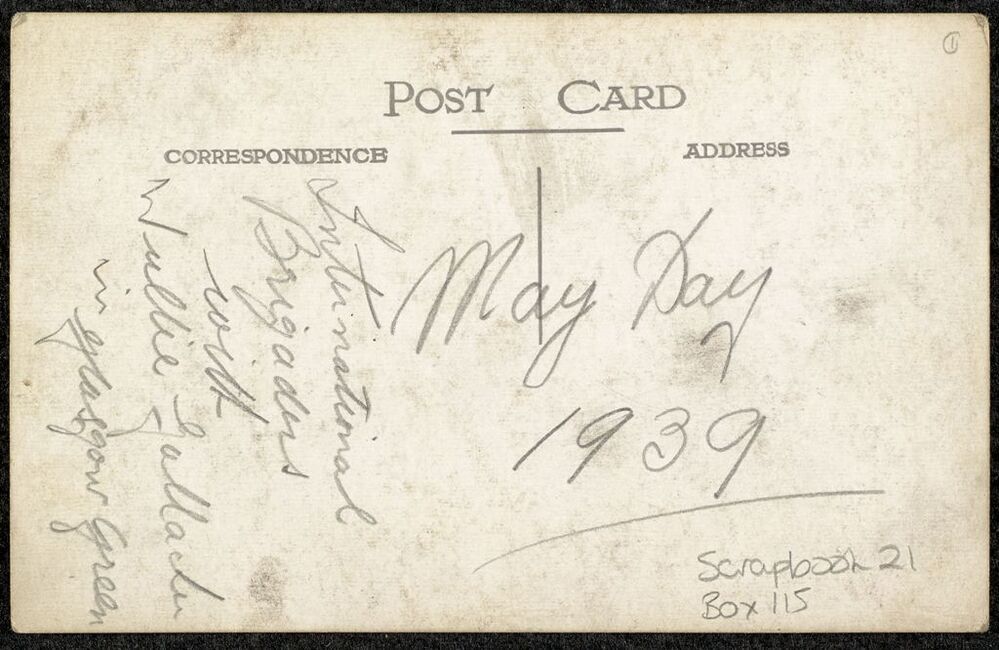 ①
POST CARD
CORRESPONDENCE
ADDRESS
International
Brigaders
with
Willie Gallacher
in Glasgow Green
May Day
1939
Scrapbook 21
Box 115